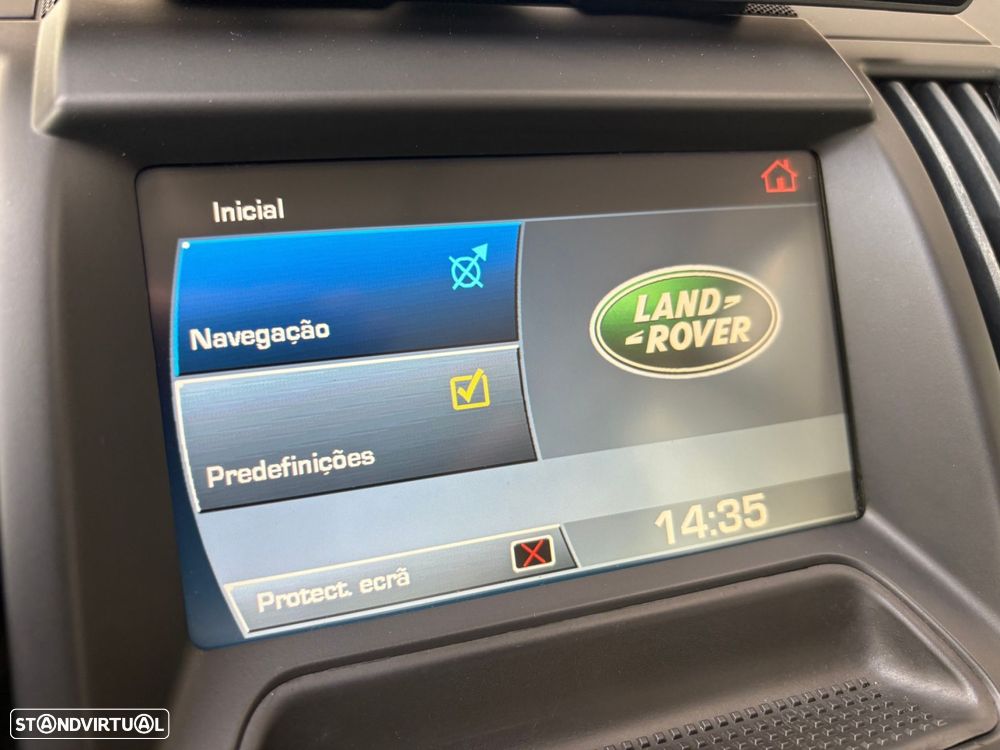 Inicial
Navegação
LAND
ROVER
Predefinições
14:35
Protect. ecrã
STANDVIRTUAL